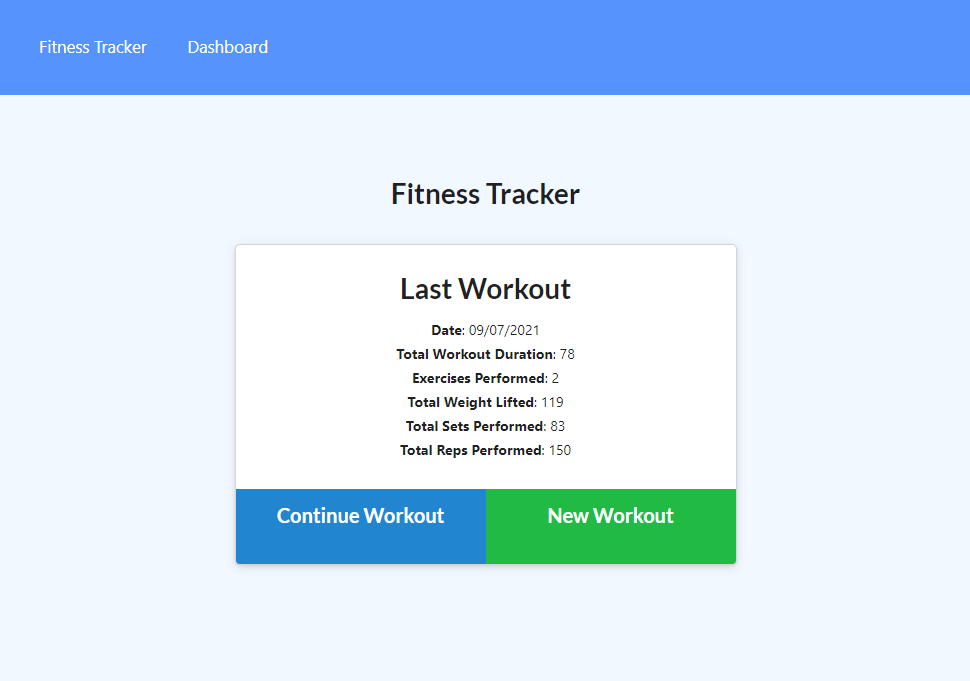 Fitness Tracker Dashboard
Fitness Tracker
Last Workout
Date: 09/07/2021
Total Workout Duration: 78
Exercises Performed: 2
Total Weight Lifted: 119
Total Sets Performed: 83
Total Reps Performed: 150
Continue Workout New Workout